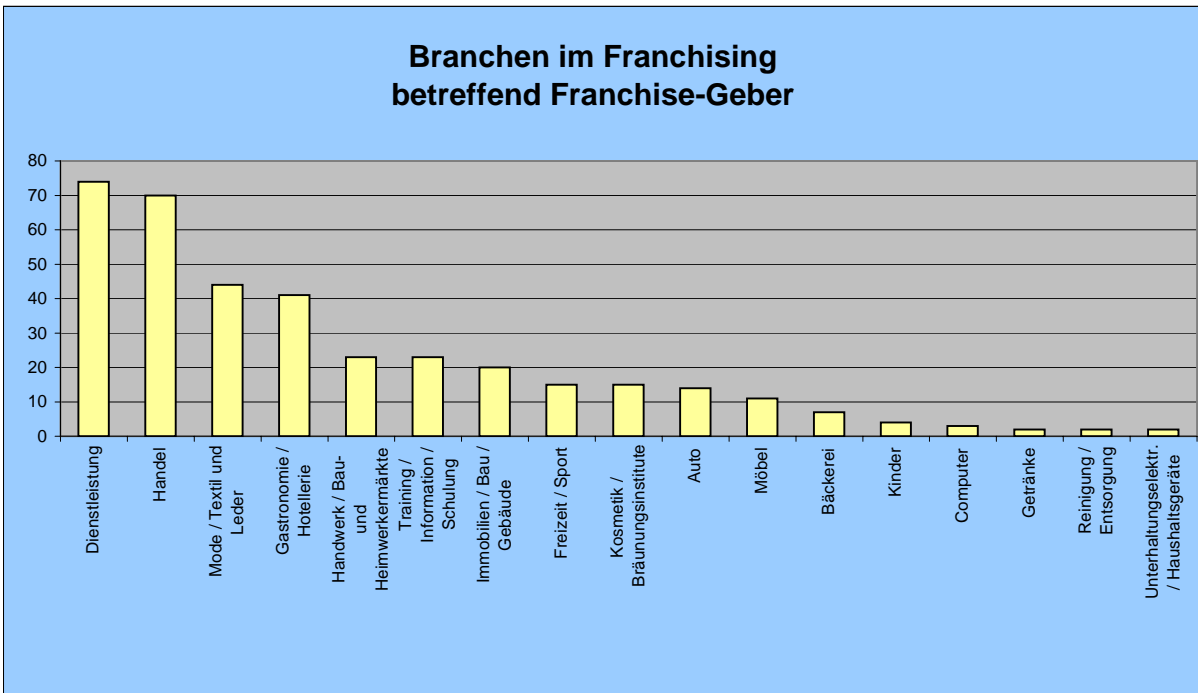 Branchen im Franchising
betreffend Franchise-Geber
80
70
60
50
40
30
20
10
0
Dienstleistung
Handel
Mode / Textil und
Leder
Gastronomie /
Hotellerie
Handwerk / Bau-
und
Heimwerkermärkte
Training /
Information /
Schulung
Immobilien / Bau /
Gebäude
Freizeit / Sport
Kosmetik /
Bräunungsinstitute
Auto
Möbel
Bäckerei
Kinder
Computer
Getränke
Reinigung /
Entsorgung
Unterhaltungselektr.
/ Haushaltsgeräte